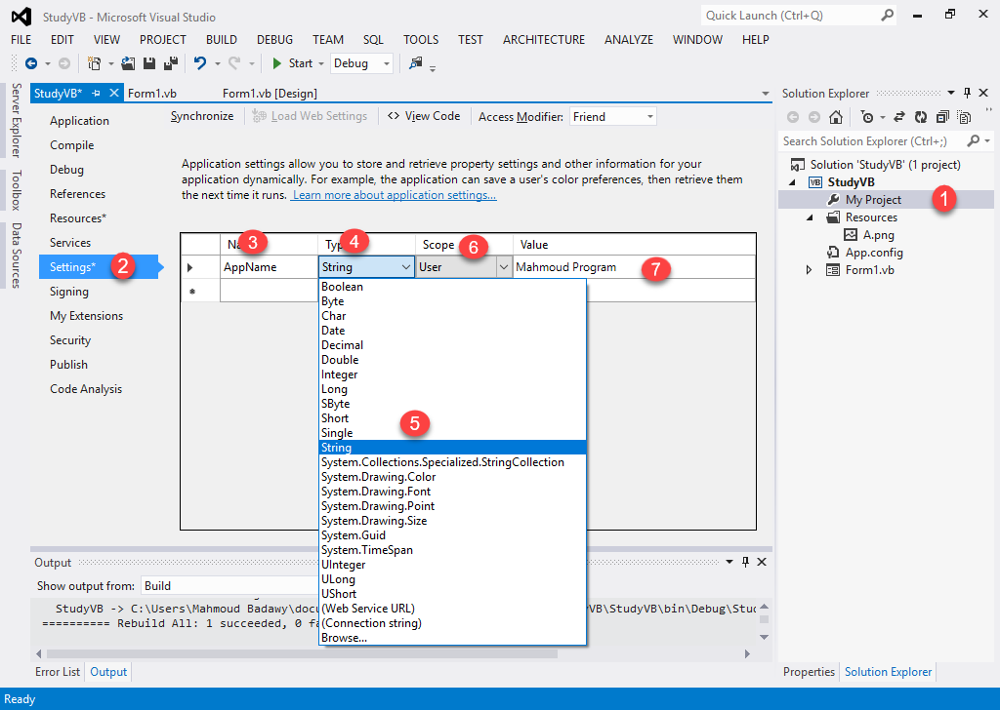 StudyVB - Microsoft Visual Studio
Quick Launch (Ctrl+Q)
FILE EDIT VIEW PROJECT BUILD DEBUG TEAM SQL TOOLS TEST ARCHITECTURE ANALYZE WINDOW HELP
Start Debug
Server Explorer
Toolbox
Data Sources
StudyVB* Form1.vb Form1.vb [Design]
Application
Compile
Debug
References
Resources*
Services
Settings* 2
Signing
My Extensions
Security
Publish
Code Analysis
Synchronize Load Web Settings <> View Code Access Modifier: Friend
Application settings allow you to store and retrieve property settings and other information for your
application dynamically. For example, the application can save a user's color preferences, then retrieve them
the next time it runs. Learn more about application settings...
3 4 Scope 6 Value
AppName String User Mahmoud Program 7
*
Boolean
Byte
Char
Date
Decimal
Double
Integer
Long
SByte
Short
Single
5
String
System.Collections.Specialized.StringCollection
System.Drawing.Color
System.Drawing.Font
System.Drawing.Point
System.Drawing.Size
System.Guid
System.TimeSpan
UInteger
ULong
UShort
(Web Service URL)
(Connection string)
Browse...
Output
Show output from: Build
StudyVB -> C:\Users\Mahmoud Badawy\docu VB\StudyVB\bin\Debug\Stud
========== Rebuild All: 1 succeeded, 0 fa
Error List Output
Solution Explorer
Search Solution Explorer (Ctrl+;)
Solution 'StudyVB' (1 project)
VB StudyVB
My Project 1
Resources
A.png
App.config
Form1.vb
Properties Solution Explorer
Ready